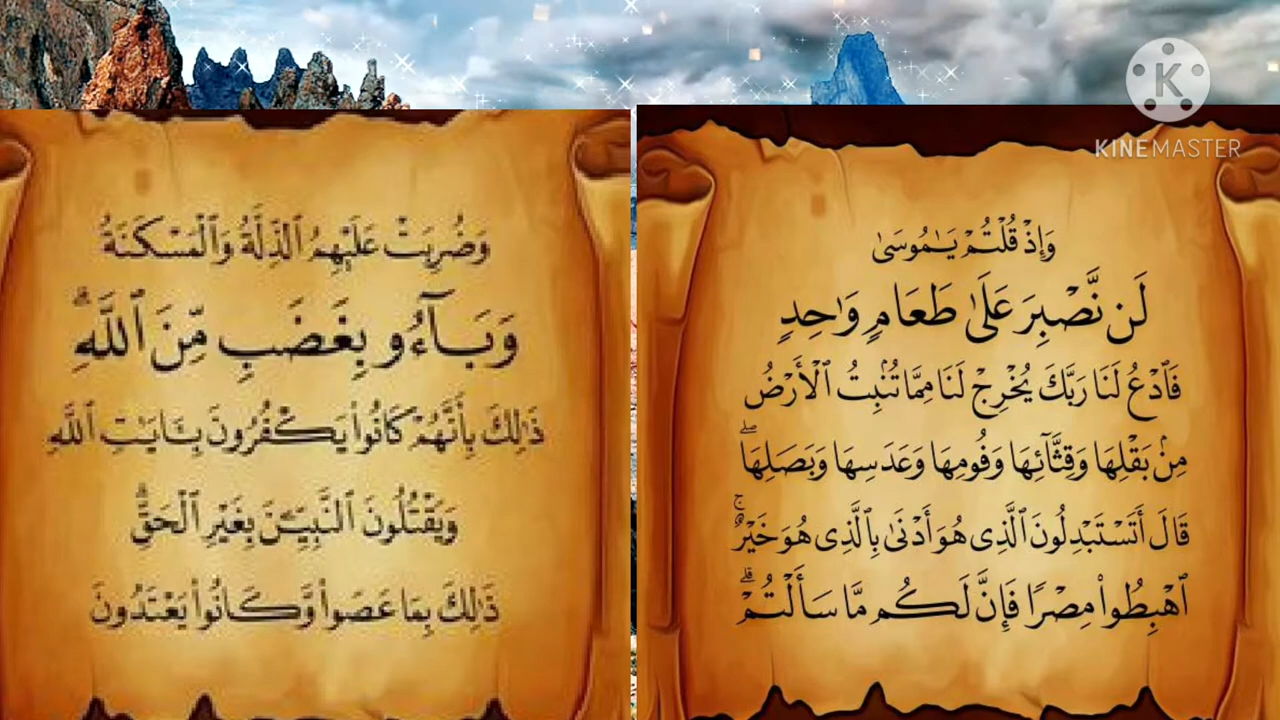 وَإِذْ قُلْتُمْ يَـٰمُوسَىٰ
لَن نَّصْبِرَ عَلَىٰ طَعَامٍ وَٰحِدٍ
فَٱدْعُ لَنَا رَبَّكَ يُخْرِجْ لَنَا مِمَّا تُنۢبِتُ ٱلْأَرْضُ
مِنۢ بَقْلِهَا وَقِثَّآئِهَا وَفُومِهَا وَعَدَسِهَا وَبَصَلِهَا ۖ
قَالَ أَتَسْتَبْدِلُونَ ٱلَّذِى هُوَ أَدْنَىٰ بِٱلَّذِى هُوَ خَيْرٌ ۚ
ٱهْبِطُوا۟ مِصْرًا فَإِنَّ لَكُم مَّا سَأَلْتُمْ ۗ
وَضُرِبَتْ عَلَيْهِمُ ٱلذِّلَّةُ وَٱلْمَسْكَنَةُ
وَبَآءُو بِغَضَبٍ مِّنَ ٱللَّهِ ۗ
ذَٰلِكَ بِأَنَّهُمْ كَانُوا۟ يَكْفُرُونَ بِـَٔايَـٰتِ ٱللَّهِ
وَيَقْتُلُونَ ٱلنَّبِيِّـۧنَ بِغَيْرِ ٱلْحَقِّ ۗ
ذَٰلِكَ بِمَا عَصَوا۟ وَّكَانُوا۟ يَعْتَدُونَ
KINEMASTER